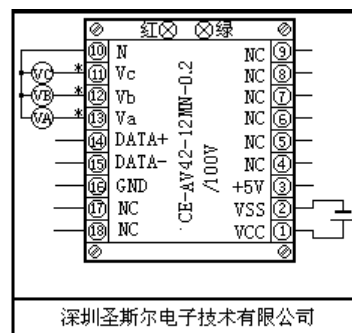 红 绿
⑩ N NC ⑨
VC * ⑪ Vc NC ⑧
VB * ⑫ Vb NC ⑦
VA * ⑬ Va NC ⑥
⑭ DATA+ NC ⑤
⑮ DATA- NC ④
⑯ GND +5V ③
⑰ NC VSS ②
⑱ NC VCC ①
CE-AV42-12MN-0.2
/100V
深圳圣斯尔电子技术有限公司